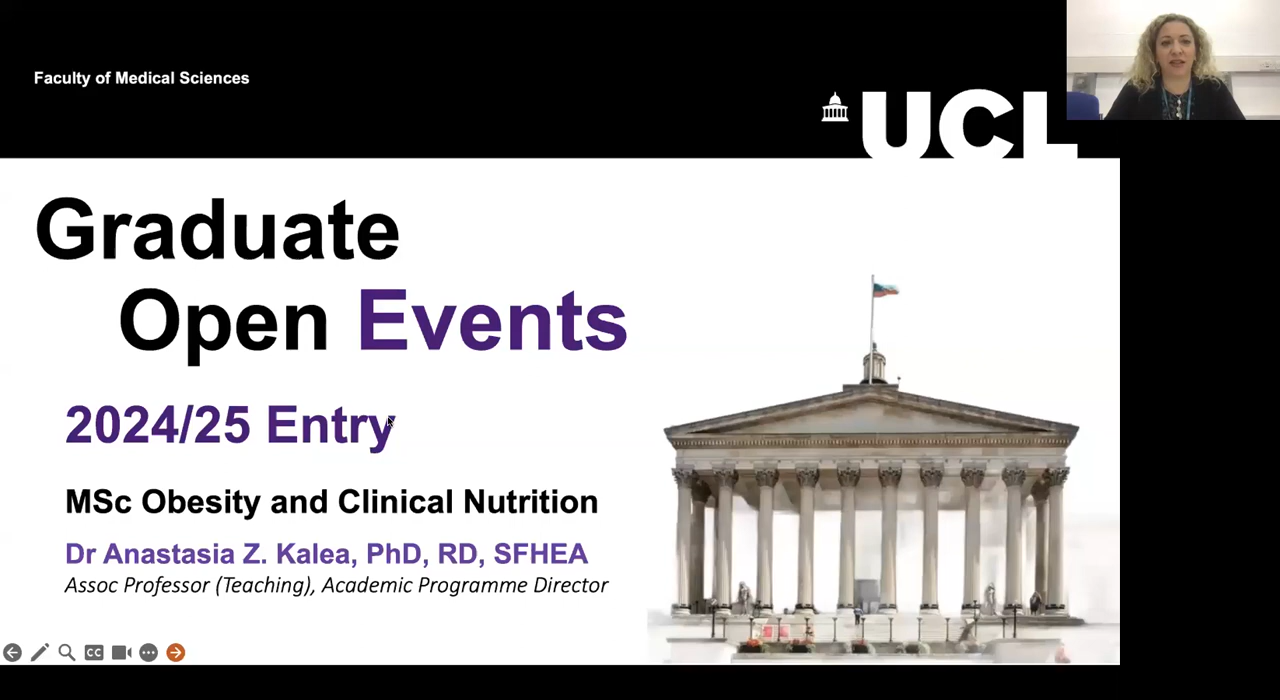 Faculty of Medical Sciences
UCL
Graduate
Open Events
2024/25 Entry
MSc Obesity and Clinical Nutrition
Dr Anastasia Z. Kalea, PhD, RD, SFHEA
Assoc Professor (Teaching), Academic Programme Director
CC